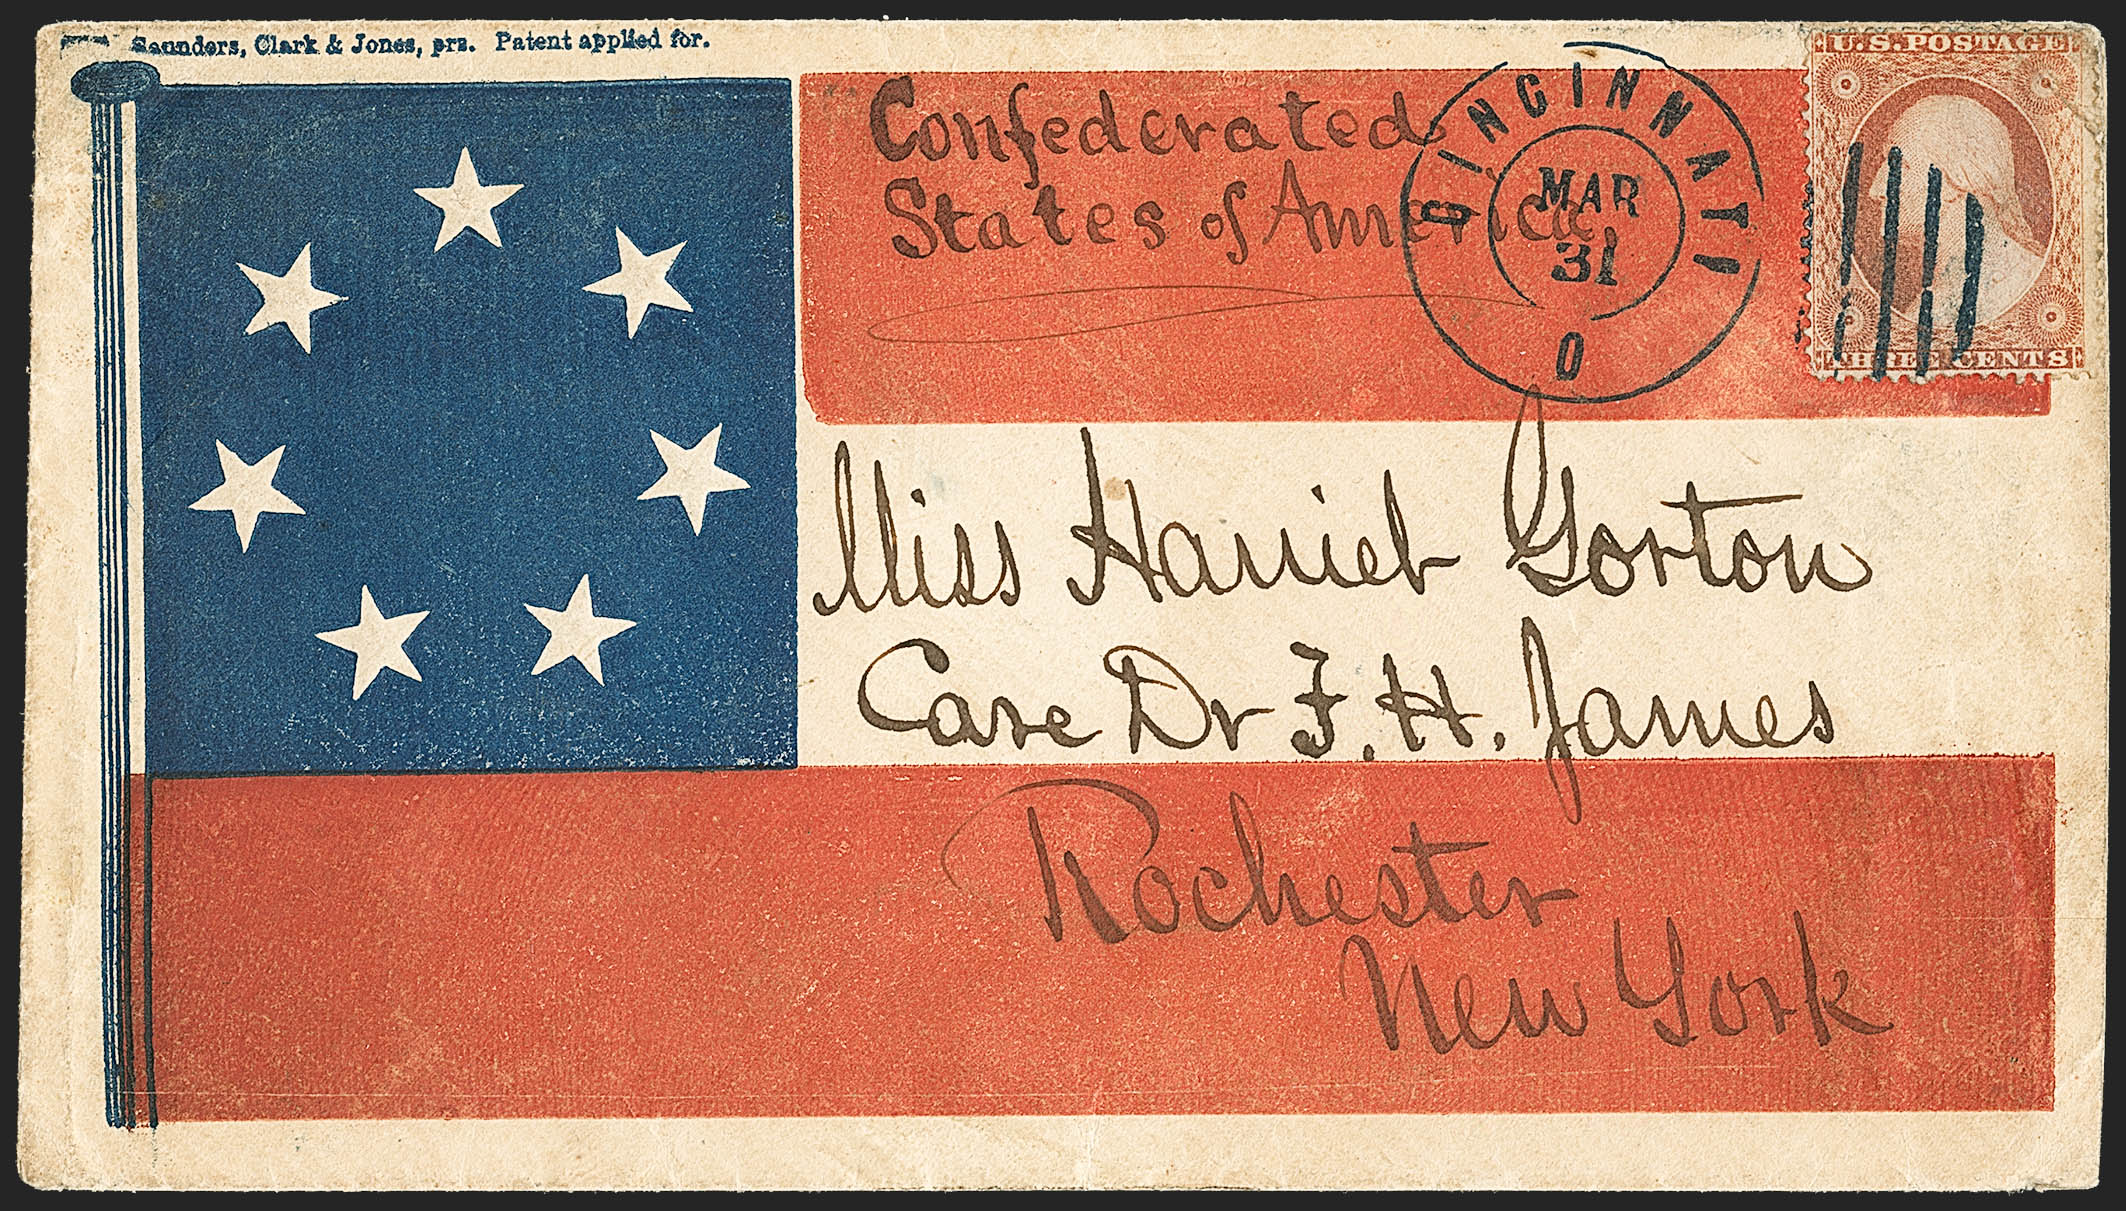 Saunders, Clark & Jones, prs. Patent applied for.
Confederated
States of America
CINCINNATI
MAR
31
O
U.S. POSTAGE
THREE CENTS
Miss Harriet Gorton
Care Dr F. H. James
Rochester
New York